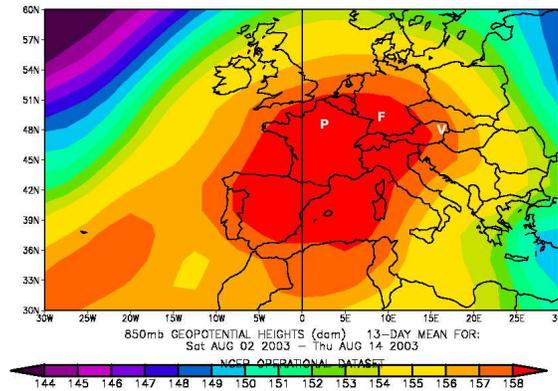 60N
57N
54N
51N
48N
45N
42N
39N
36N
33N
30N
P F V
30W 25W 20W 15W 10W 5W 0 5E 10E 15E 20E 25E
850mb GEOPOTENTIAL HEIGHTS (dam) 13-DAY MEAN FOR:
Sat AUG 02 2003 - Thu AUG 14 2003
NCEP OPERATIONAL DATASET
144 145 146 147 148 149 150 151 152 153 154 155 156 157 158